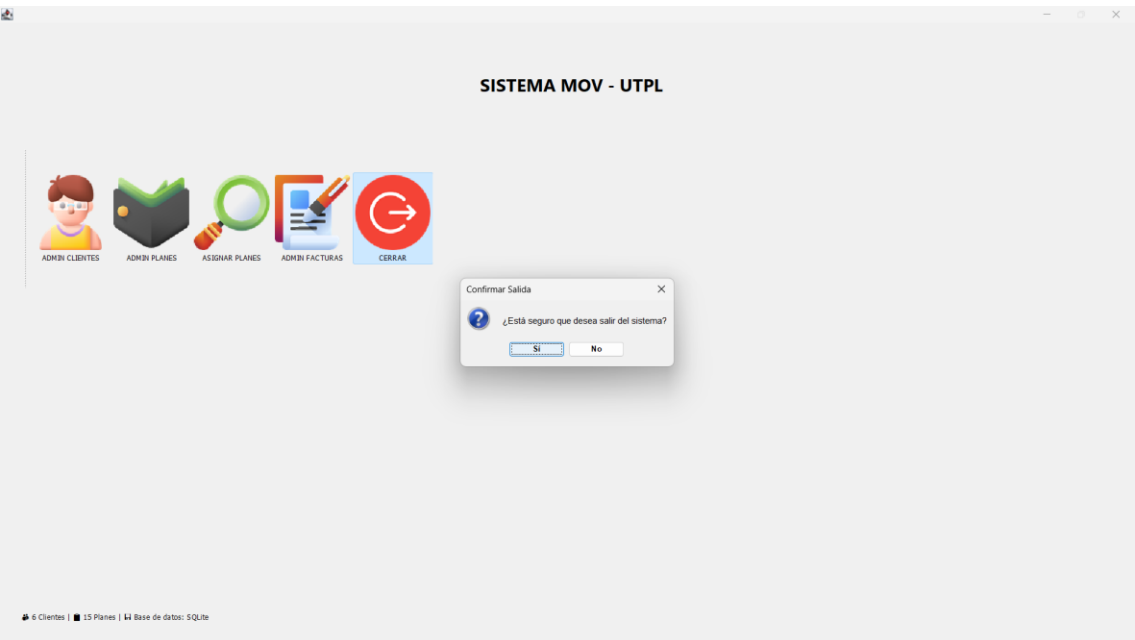 SISTEMA MOV - UTPL
ADMIN CLIENTES ADMIN PLANES ASIGNAR PLANES ADMIN FACTURAS CERRAR
Confirmar Salida
¿Está seguro que desea salir del sistema?
Sí No
6 Clientes | 15 Planes | Base de datos: SQLite